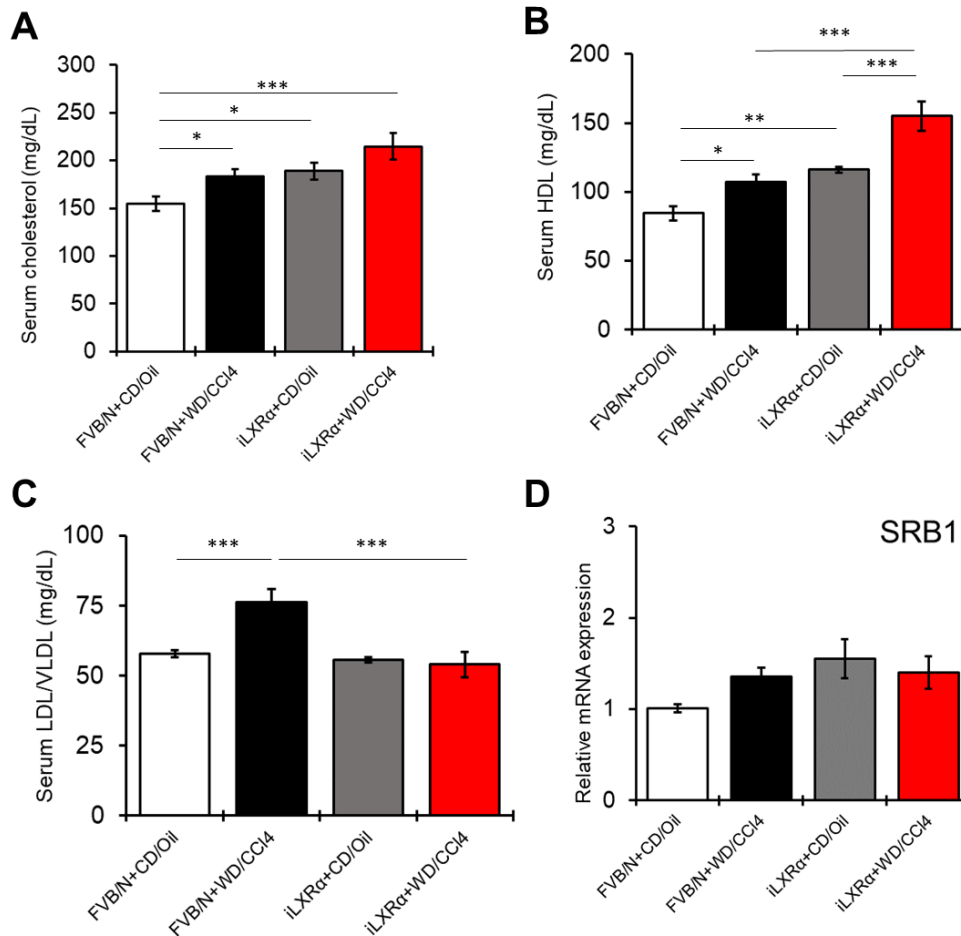 A
Serum cholesterol (mg/dL)
300
250
200
150
100
50
0
***
*
*
FVB/N+CD/Oil
FVB/N+WD/CCl4
iLXRα+CD/Oil
iLXRα+WD/CCl4
B
Serum HDL (mg/dL)
200
150
100
50
0
***
***
**
*
FVB/N+CD/Oil
FVB/N+WD/CCl4
iLXRα+CD/Oil
iLXRα+WD/CCl4
C
Serum LDL/VLDL (mg/dL)
100
75
50
25
0
***
***
FVB/N+CD/Oil
FVB/N+WD/CCl4
iLXRα+CD/Oil
iLXRα+WD/CCl4
D
SRB1
Relative mRNA expression
3
2
1
0
FVB/N+CD/Oil
FVB/N+WD/CCl4
iLXRα+CD/Oil
iLXRα+WD/CCl4